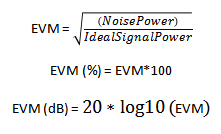 EVM = √((NoisePower)/IdealSignalPower)
EVM (%) = EVM*100
EVM (dB) = 20 * log10 (EVM)